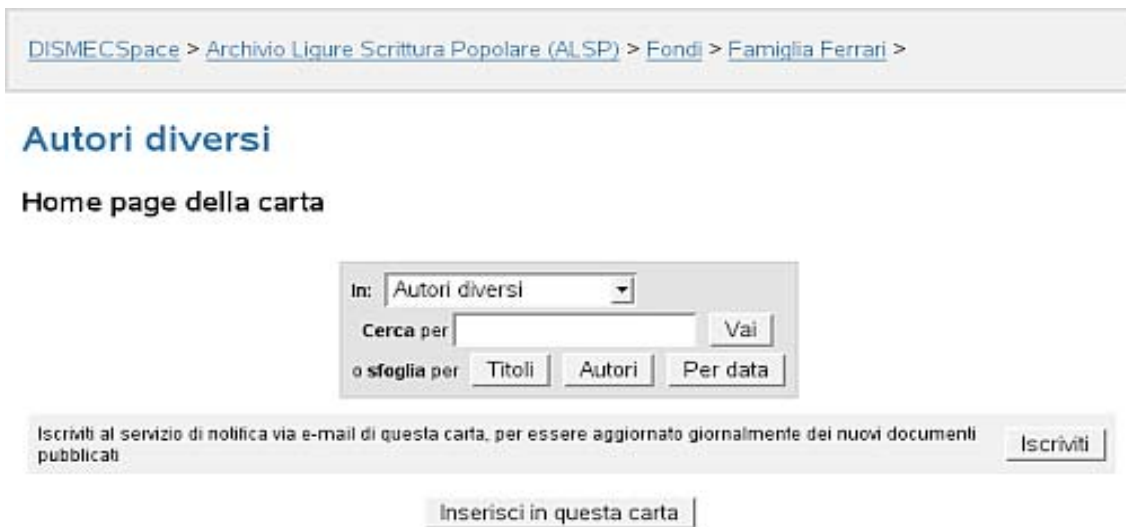 DISMECSpace > Archivio Ligure Scrittura Popolare (ALSP) > Fondi > Famiglia Ferrari >
Autori diversi
Home page della carta
In: Autori diversi
Cerca per Vai
o sfoglia per Titoli Autori Per data
Iscriviti al servizio di notifica via e-mail di questa carta, per essere aggiornato giornalmente dei nuovi documenti
pubblicati
Iscriviti
Inserisci in questa carta